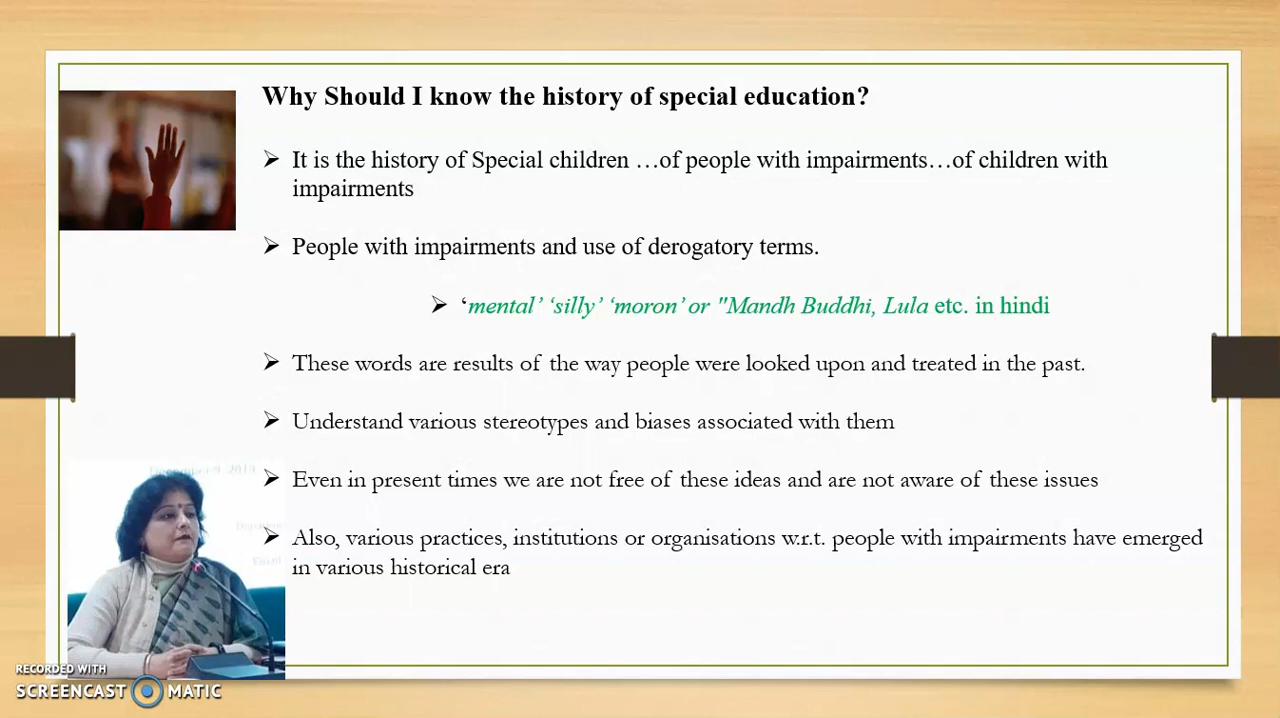 Why Should I know the history of special education?
➢ It is the history of Special children …of people with impairments…of children with
impairments
➢ People with impairments and use of derogatory terms.
➢ ‘mental’ ‘silly’ ‘moron’ or "Mandh Buddhi, Lula etc. in hindi
➢ These words are results of the way people were looked upon and treated in the past.
➢ Understand various stereotypes and biases associated with them
➢ Even in present times we are not free of these ideas and are not aware of these issues
➢ Also, various practices, institutions or organisations w.r.t. people with impairments have emerged
in various historical era
RECORDED WITH
SCREENCAST MATIC